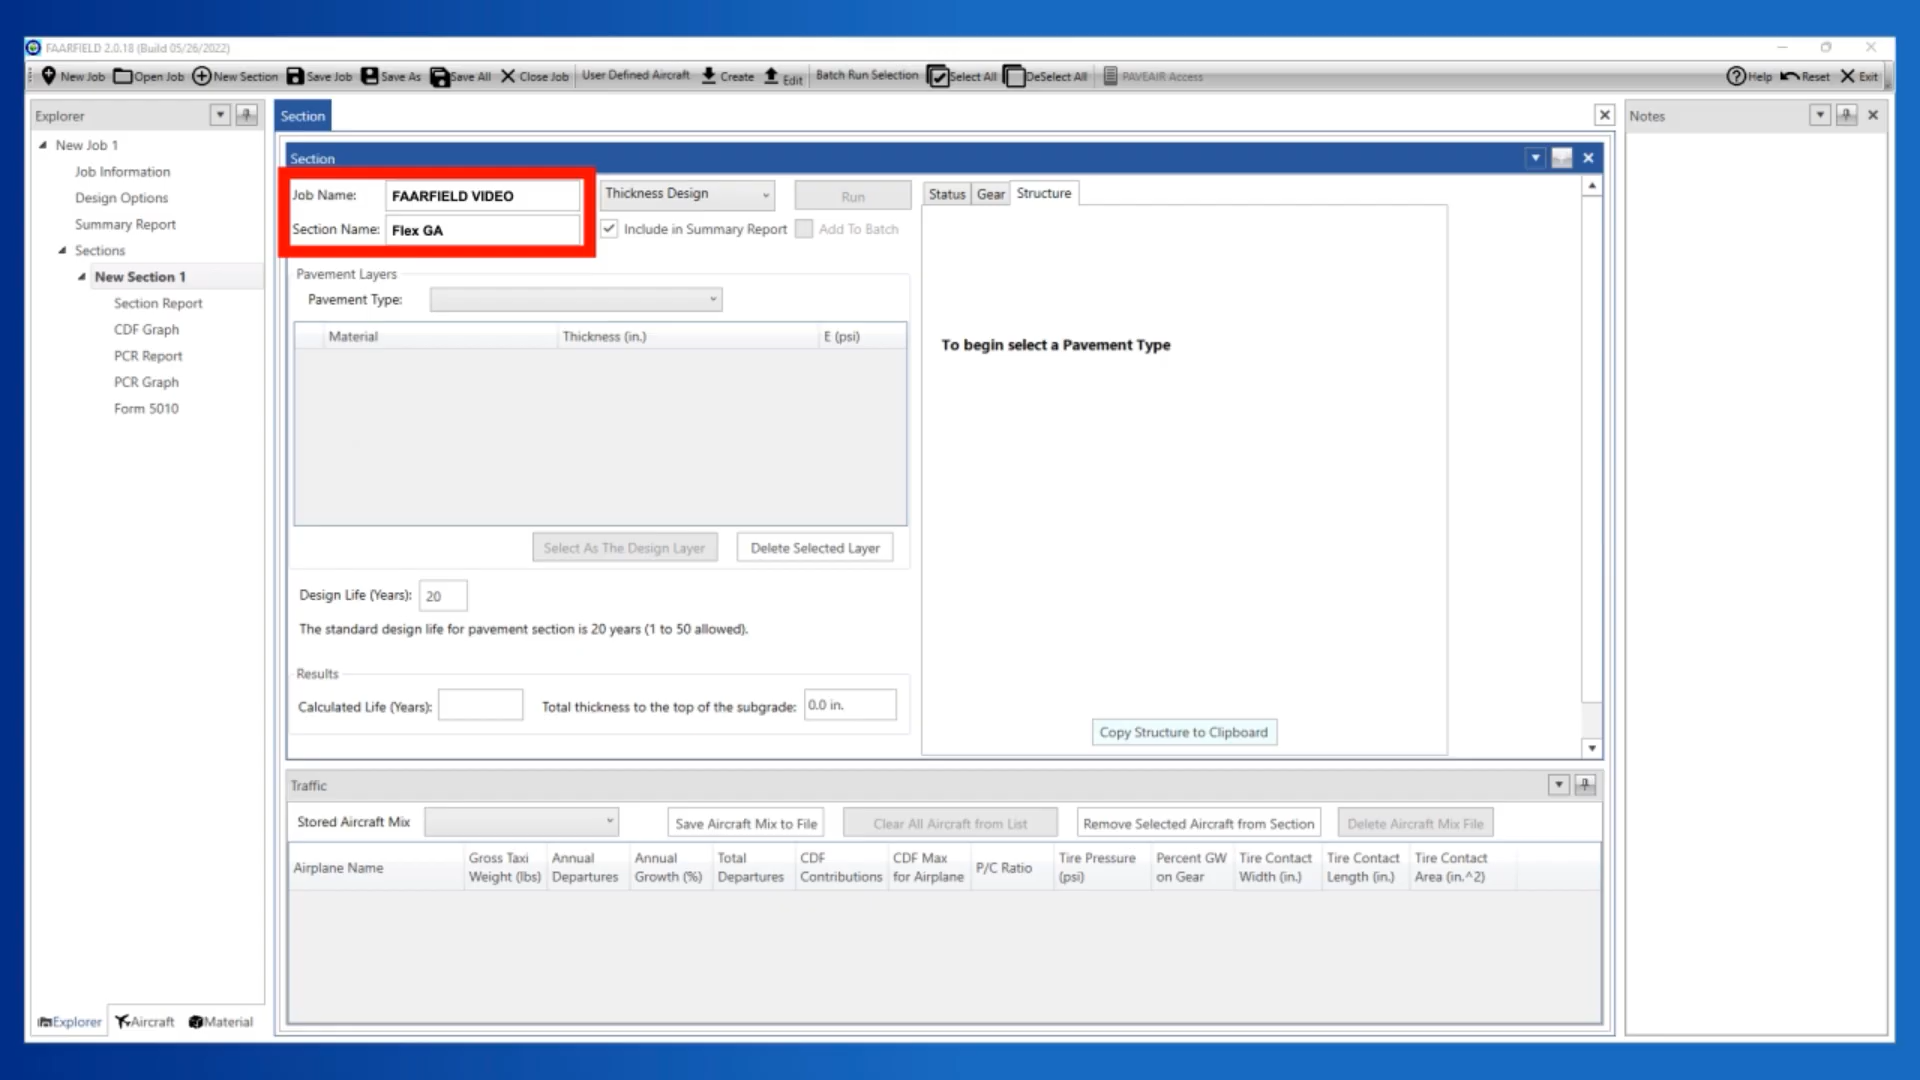 FAARFIELD 2.0.18 (Build 05/26/2022)
New Job Open Job New Section Save Job Save As Save All Close Job User Defined Aircraft Create Edit Batch Run Selection Select All DeSelect All PAVEAIR Access Help Reset Exit
Explorer
New Job 1
Job Information
Design Options
Summary Report
Sections
New Section 1
Section Report
CDF Graph
PCR Report
PCR Graph
Form 5010
Explorer Aircraft Material
Section
Section
Job Name: FAARFIELD VIDEO Thickness Design Run
Section Name: Flex GA Include in Summary Report Add To Batch
Pavement Layers
Pavement Type:
Material Thickness (in.) E (psi)
Select As The Design Layer Delete Selected Layer
Design Life (Years): 20
The standard design life for pavement section is 20 years (1 to 50 allowed).
Results
Calculated Life (Years): Total thickness to the top of the subgrade: 0.0 in.
Status Gear Structure
To begin select a Pavement Type
Copy Structure to Clipboard
Traffic
Stored Aircraft Mix Save Aircraft Mix to File Clear All Aircraft from List Remove Selected Aircraft from Section Delete Aircraft Mix File
Airplane Name Gross Taxi Weight (lbs) Annual Departures Annual Growth (%) Total Departures CDF Contributions CDF Max for Airplane P/C Ratio Tire Pressure (psi) Percent GW on Gear Tire Contact Width (in.) Tire Contact Length (in.) Tire Contact Area (in.^2)
Notes